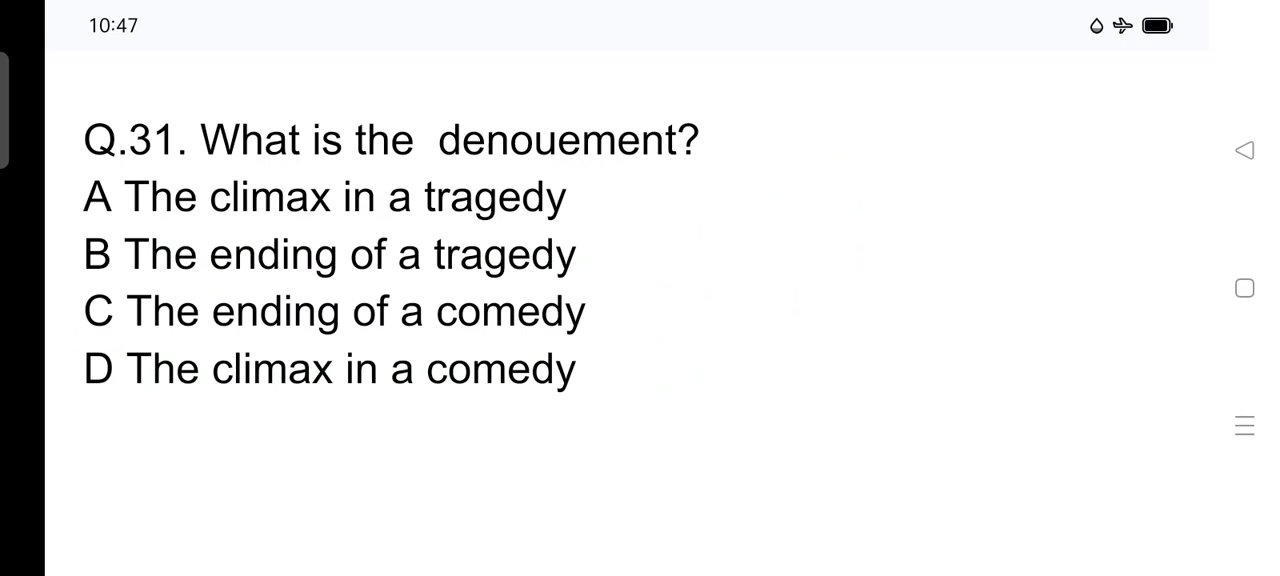 10:47
Q.31. What is the  denouement?
A The climax in a tragedy
B The ending of a tragedy
C The ending of a comedy
D The climax in a comedy